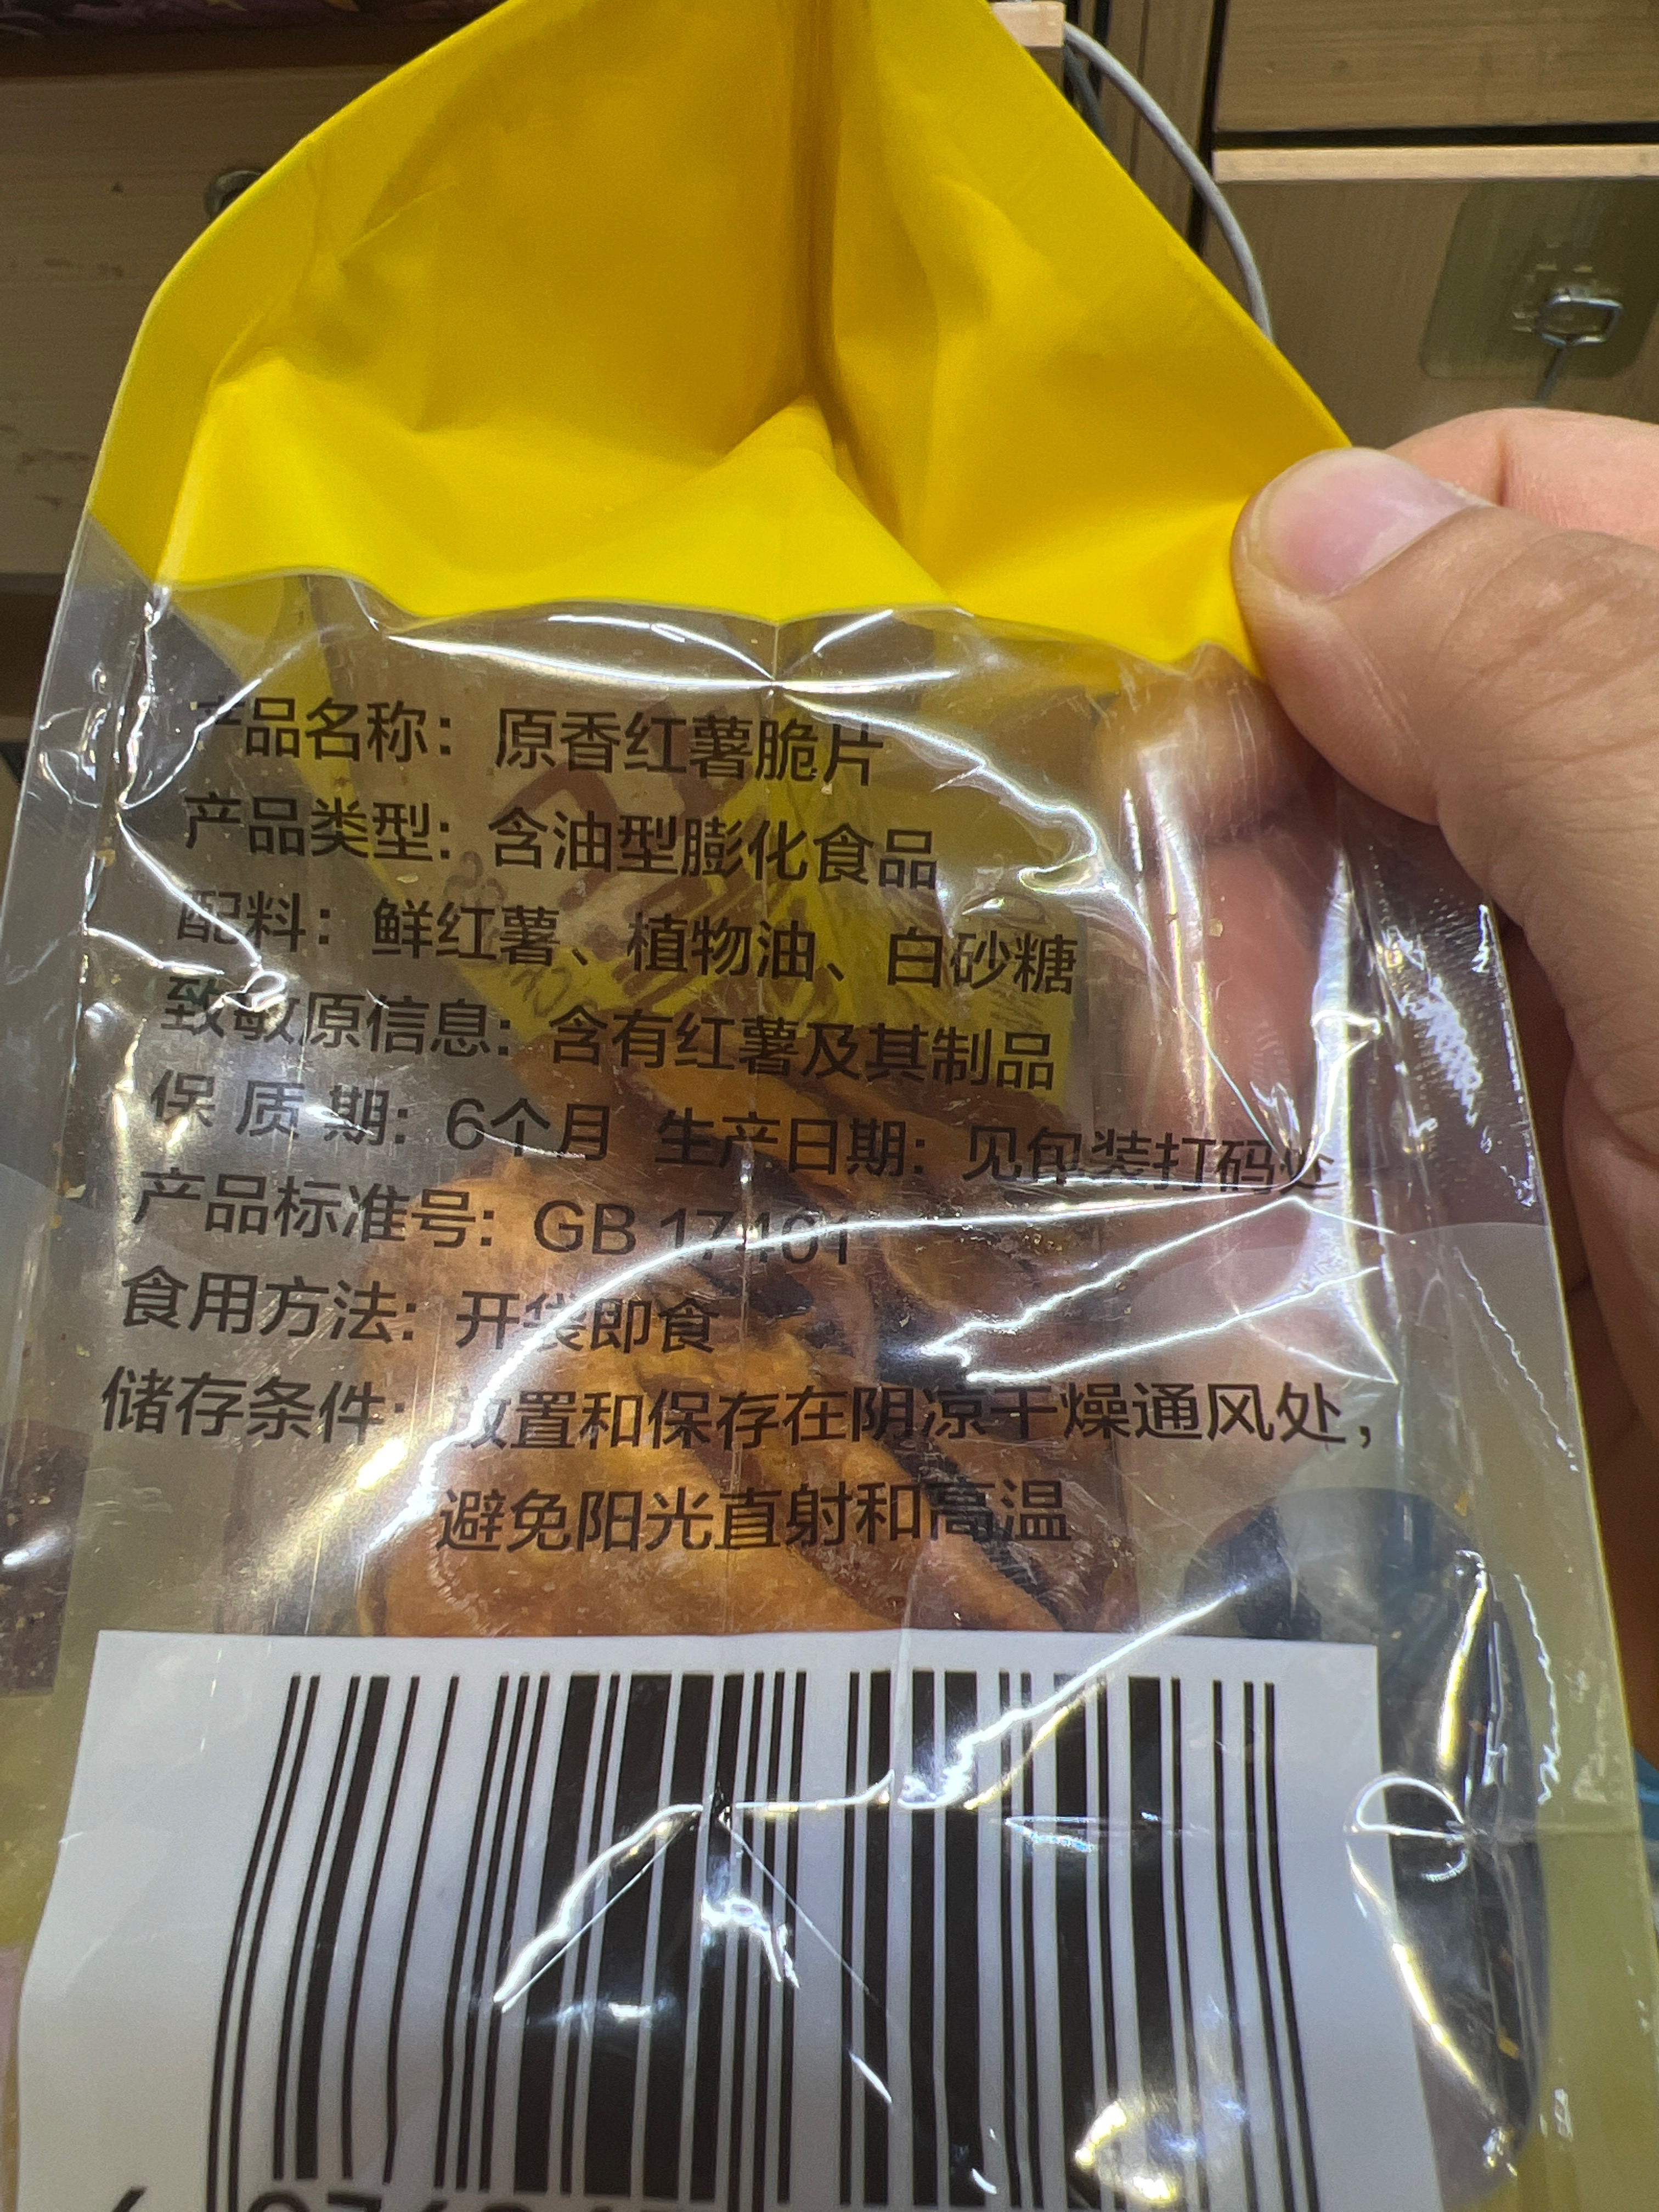 产品名称：原香红薯脆片
产品类型：含油型膨化食品
配料：鲜红薯、植物油、白砂糖
致敏原信息：含有红薯及其制品
保 质 期：6个月 生产日期：见包装打码处
产品标准号：GB 17401
食用方法：开袋即食
储存条件：放置和保存在阴凉干燥通风处，
避免阳光直射和高温